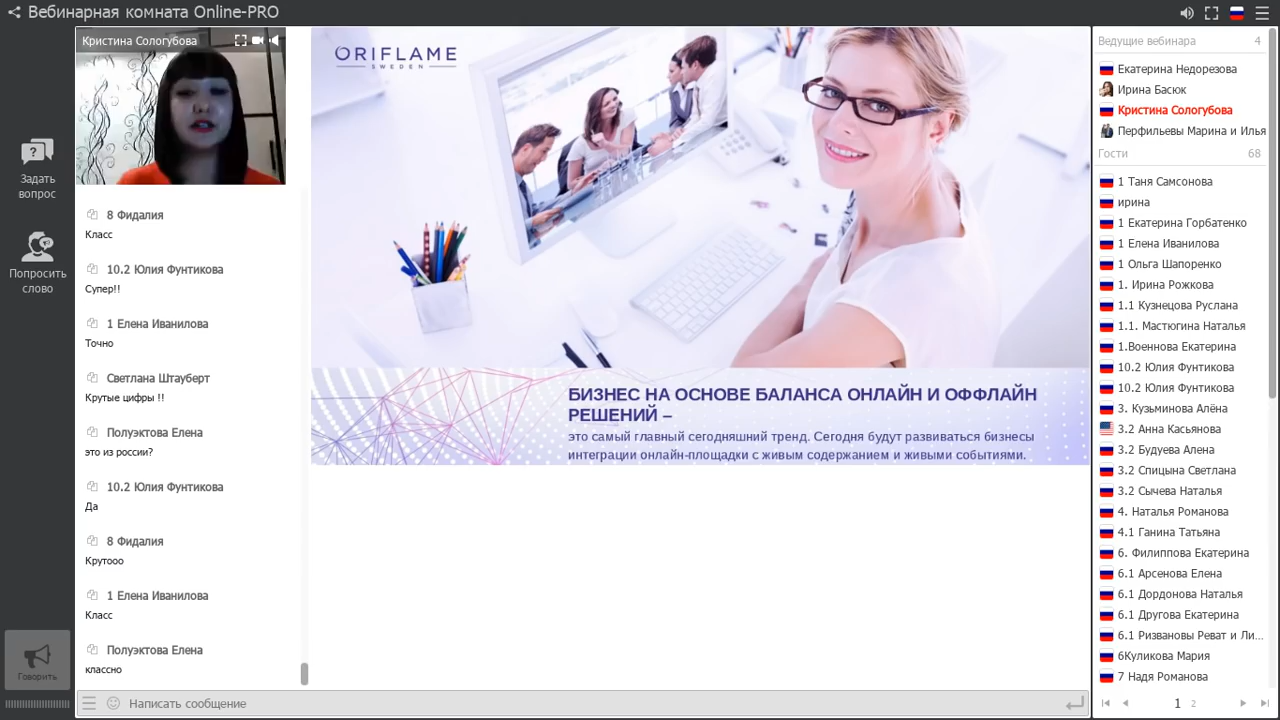 Вебинарная комната Online-PRO
Задать
вопрос
Попросить
слово
Говорить
Кристина Сологубова
8 Фидалия
Класс
10.2 Юлия Фунтикова
Супер!!
1 Елена Иванилова
Точно
Светлана Штауберт
Крутые цифры !!
Полуэктова Елена
это из россии?
10.2 Юлия Фунтикова
Да
8 Фидалия
Крутооо
1 Елена Иванилова
Класс
Полуэктова Елена
классно
Написать сообщение
ORIFLAME
SWEDEN
БИЗНЕС НА ОСНОВЕ БАЛАНСА ОНЛАЙН И ОФФЛАЙН
РЕШЕНИЙ –
это самый главный сегодняшний тренд. Сегодня будут развиваться бизнесы
интеграции онлайн-площадки с живым содержанием и живыми событиями.
Ведущие вебинара 4
Екатерина Недорезова
Ирина Басюк
Кристина Сологубова
Перфильевы Марина и Илья
Гости 68
1 Таня Самсонова
ирина
1 Екатерина Горбатенко
1 Елена Иванилова
1 Ольга Шапоренко
1. Ирина Рожкова
1.1 Кузнецова Руслана
1.1. Мастюгина Наталья
1.Военнова Екатерина
10.2 Юлия Фунтикова
10.2 Юлия Фунтикова
3. Кузьминова Алёна
3.2 Анна Касьянова
3.2 Будуева Алена
3.2 Спицына Светлана
3.2 Сычева Наталья
4. Наталья Романова
4.1 Ганина Татьяна
6. Филиппова Екатерина
6.1 Арсенова Елена
6.1 Дордонова Наталья
6.1 Другова Екатерина
6.1 Ризвановы Реват и Ли...
6Куликова Мария
7 Надя Романова
1 2